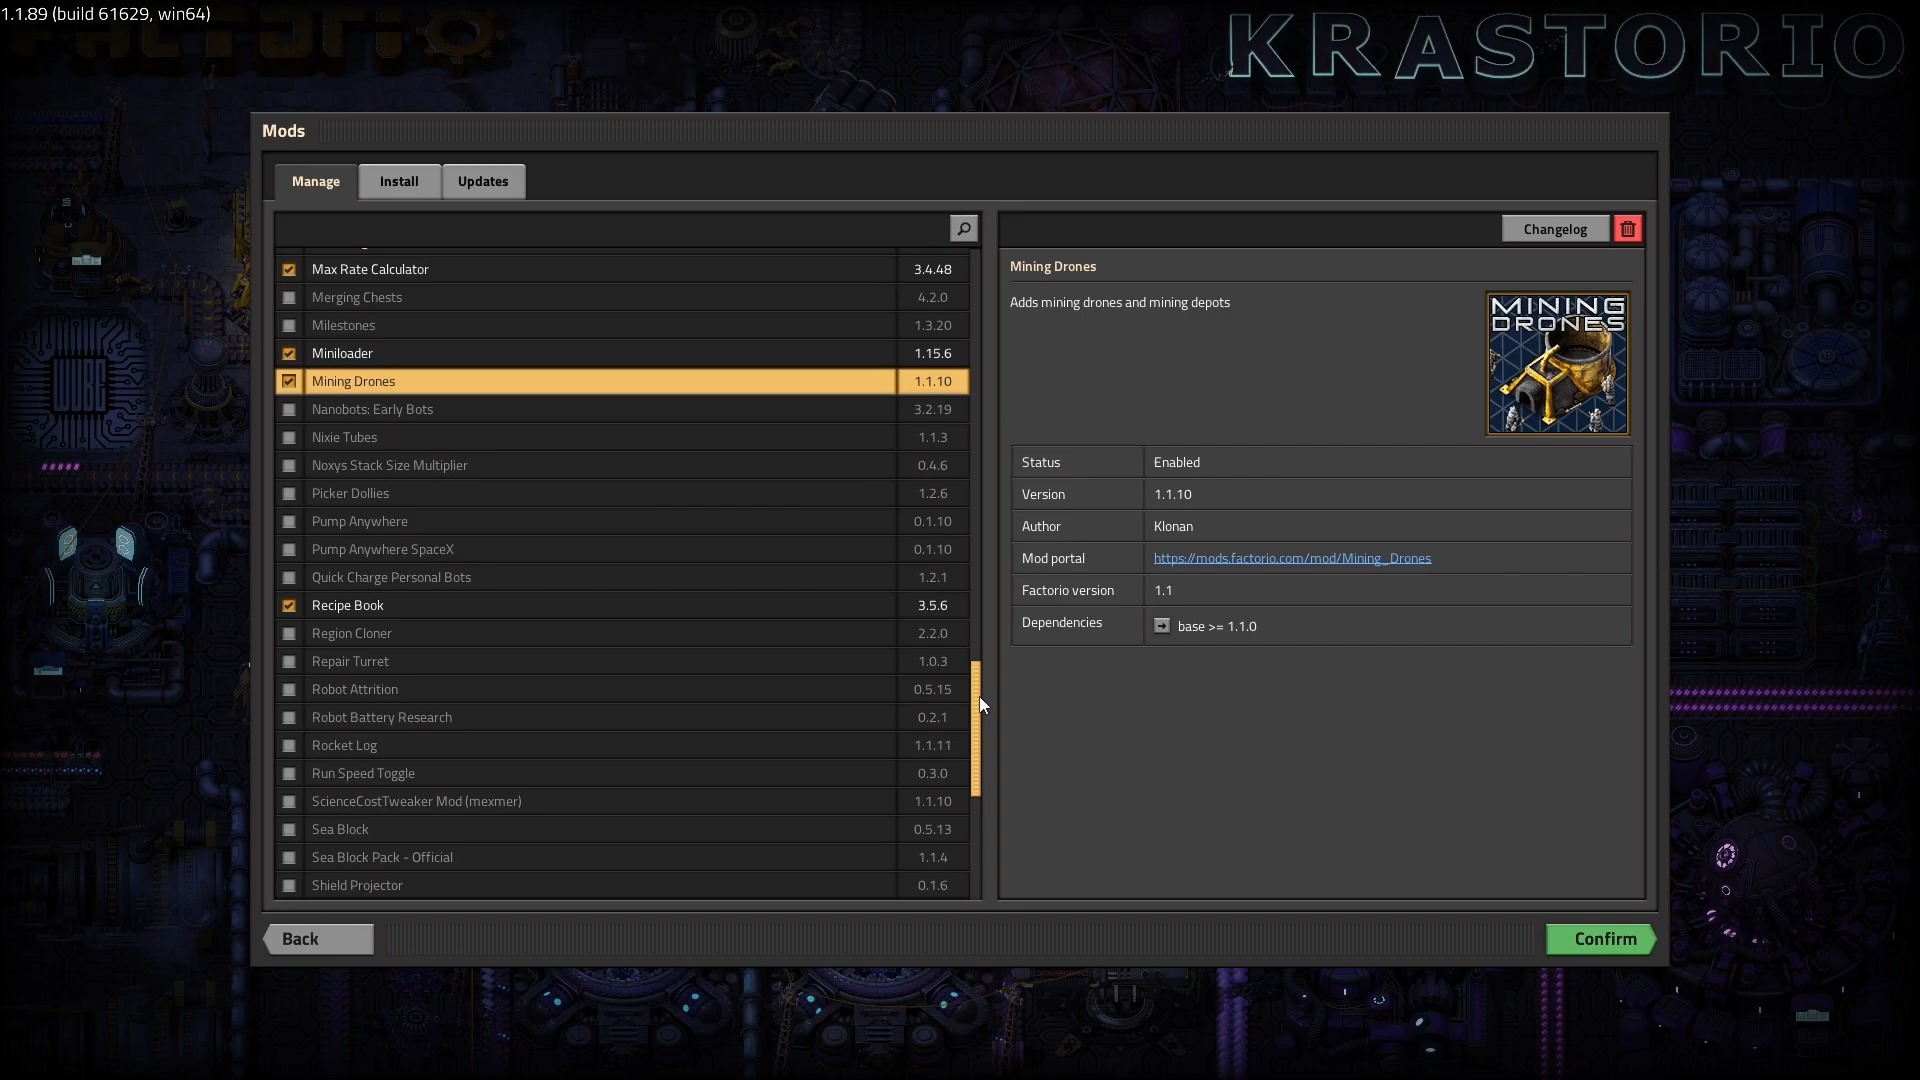 1.1.89 (build 61629, win64)
FACTORIO
KRASTORIO
Mods
Manage
Install
Updates
Changelog
Max Rate Calculator 3.4.48
Merging Chests 4.2.0
Milestones 1.3.20
Miniloader 1.15.6
Mining Drones 1.1.10
Nanobots: Early Bots 3.2.19
Nixie Tubes 1.1.3
Noxys Stack Size Multiplier 0.4.6
Picker Dollies 1.2.6
Pump Anywhere 0.1.10
Pump Anywhere SpaceX 0.1.10
Quick Charge Personal Bots 1.2.1
Recipe Book 3.5.6
Region Cloner 2.2.0
Repair Turret 1.0.3
Robot Attrition 0.5.15
Robot Battery Research 0.2.1
Rocket Log 1.1.11
Run Speed Toggle 0.3.0
ScienceCostTweaker Mod (mexmer) 1.1.10
Sea Block 0.5.13
Sea Block Pack - Official 1.1.4
Shield Projector 0.1.6
Mining Drones
Adds mining drones and mining depots
MINING
DRONES
Status Enabled
Version 1.1.10
Author Klonan
Mod portal https://mods.factorio.com/mod/Mining_Drones
Factorio version 1.1
Dependencies base >= 1.1.0
Back
Confirm